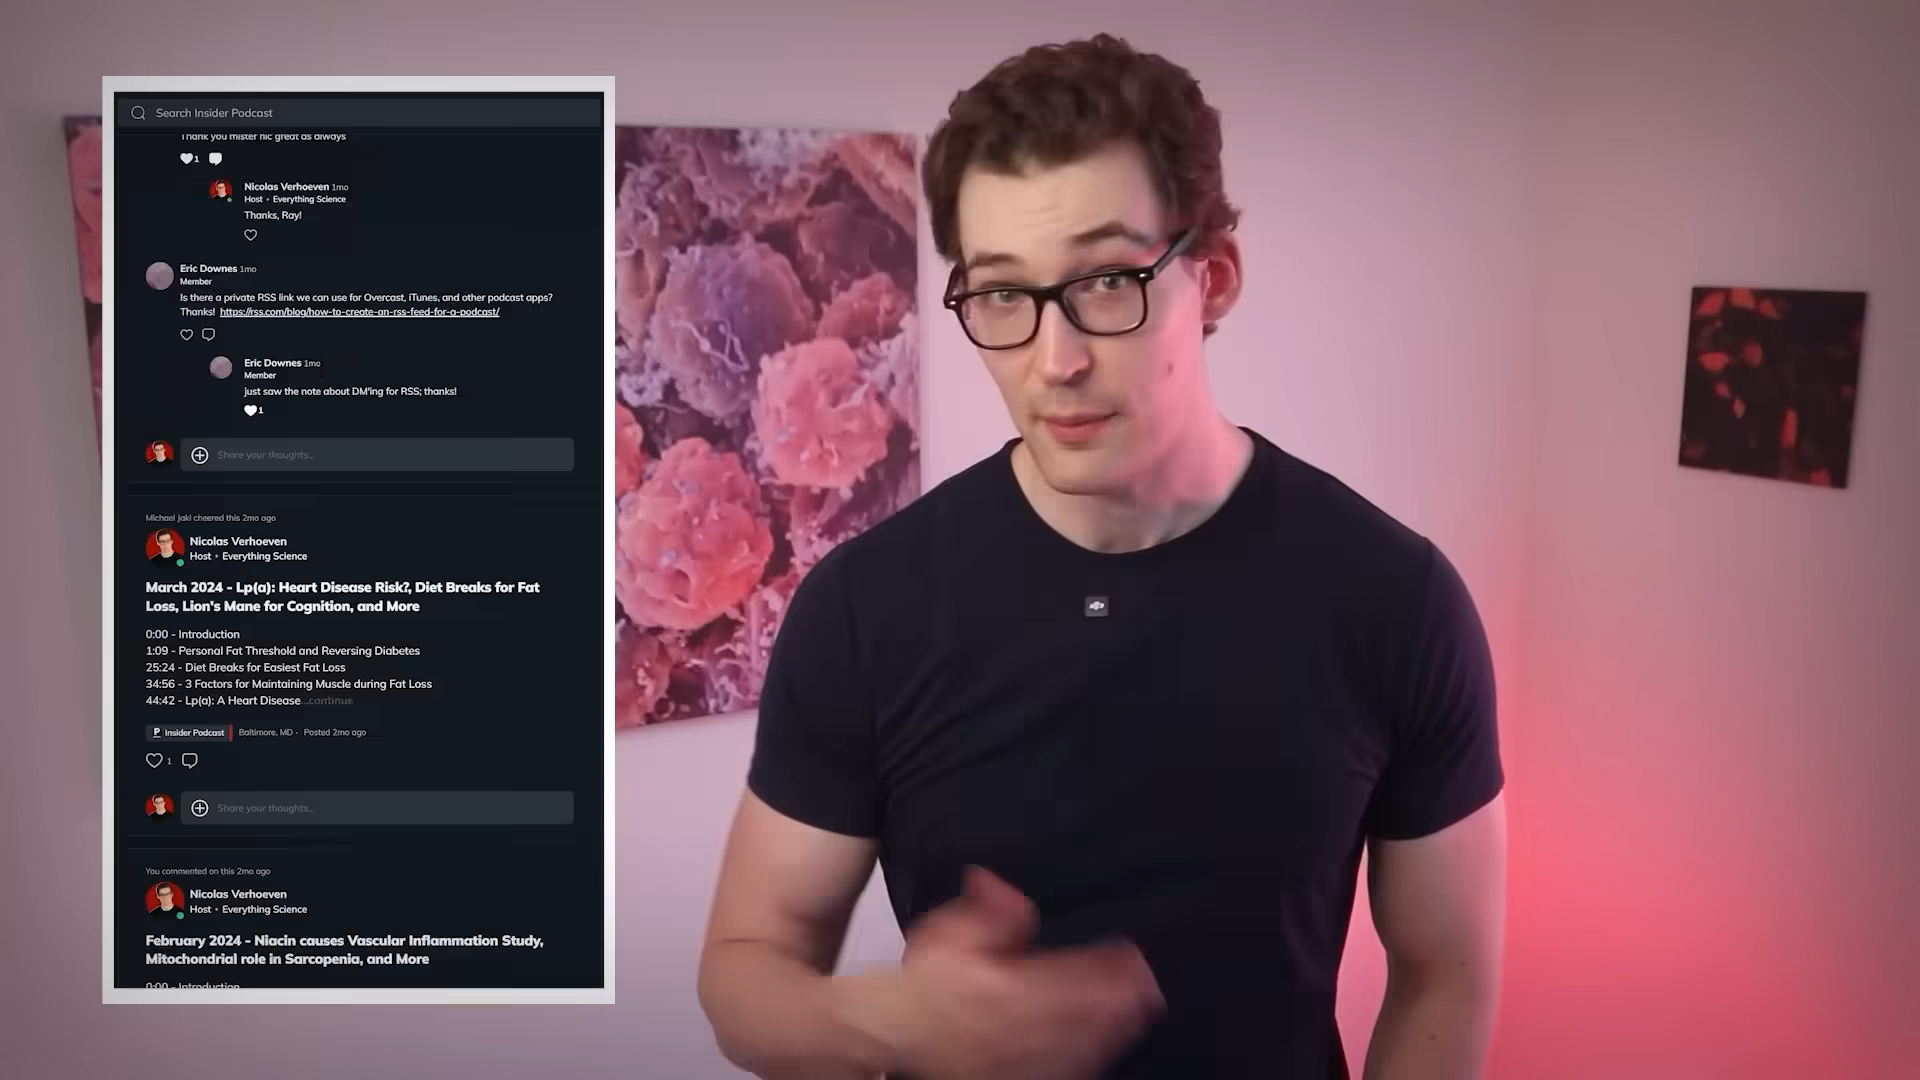 Search Insider Podcast
Thank you mister nic great as always
1
Nicolas Verhoeven 1mo
Host • Everything Science
Thanks, Ray!
Eric Downes 1mo
Member
Is there a private RSS link we can use for Overcast, iTunes, and other podcast apps?
Thanks! https://rss.com/blog/how-to-create-an-rss-feed-for-a-podcast/
Eric Downes 1mo
Member
just saw the note about DM'ing for RSS; thanks!
1
Share your thoughts...
Michael Jaki cheered this 2mo ago
Nicolas Verhoeven
Host • Everything Science
March 2024 - Lp(a): Heart Disease Risk?, Diet Breaks for Fat
Loss, Lion's Mane for Cognition, and More
0:00 - Introduction
1:09 - Personal Fat Threshold and Reversing Diabetes
25:24 - Diet Breaks for Easiest Fat Loss
34:56 - 3 Factors for Maintaining Muscle during Fat Loss
44:42 - Lp(a): A Heart Disease...continue
P Insider Podcast Baltimore, MD • Posted 2mo ago
1
Share your thoughts...
You commented on this 2mo ago
Nicolas Verhoeven
Host • Everything Science
February 2024 - Niacin causes Vascular Inflammation Study,
Mitochondrial role in Sarcopenia, and More
0:00 - Introduction